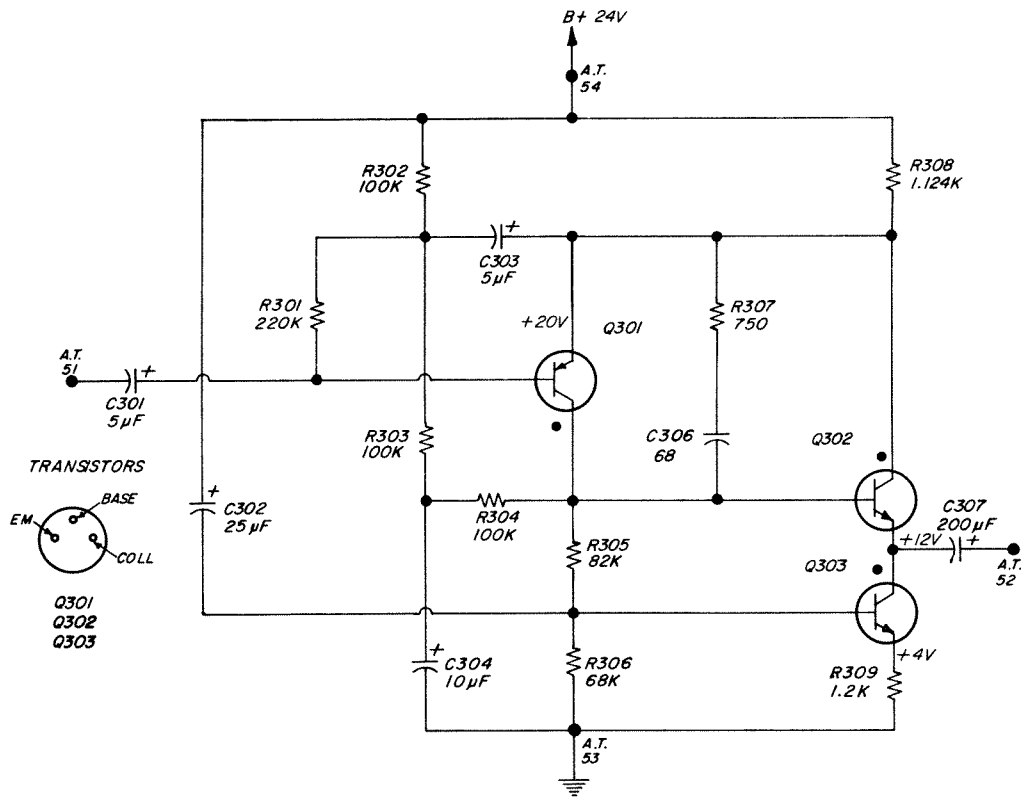 B+ 24V
A.T.
54
R302
100K
R308
1.124K
C303
5µF
R301
220K
R307
750
+20V
Q301
A.T.
51
C301
5µF
R303
100K
C306
68
Q302
TRANSISTORS
BASE
EM
COLL
C302
25µF
R304
100K
C307
200µF
+12V
R305
82K
Q303
A.T.
52
Q301
Q302
Q303
C304
10µF
R306
68K
+4V
R309
1.2K
A.T.
53
+
+
+
+
+